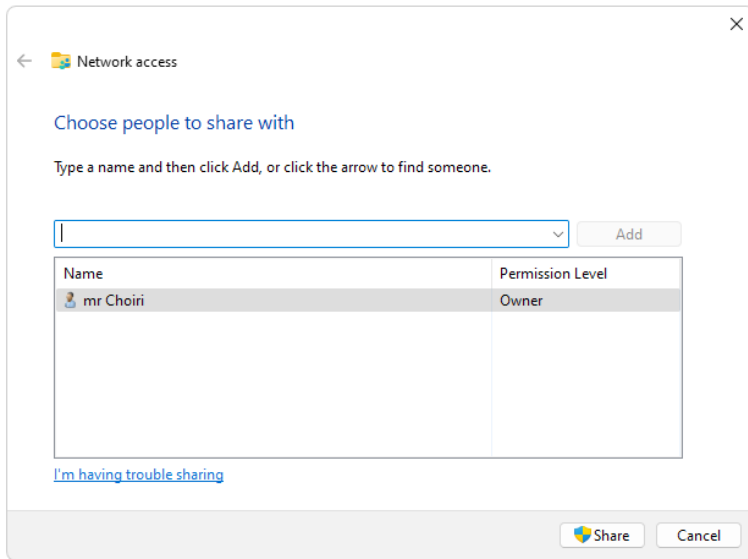 Network access
Choose people to share with
Type a name and then click Add, or click the arrow to find someone.
Add
Name Permission Level
mr Choiri Owner
I'm having trouble sharing
Share Cancel